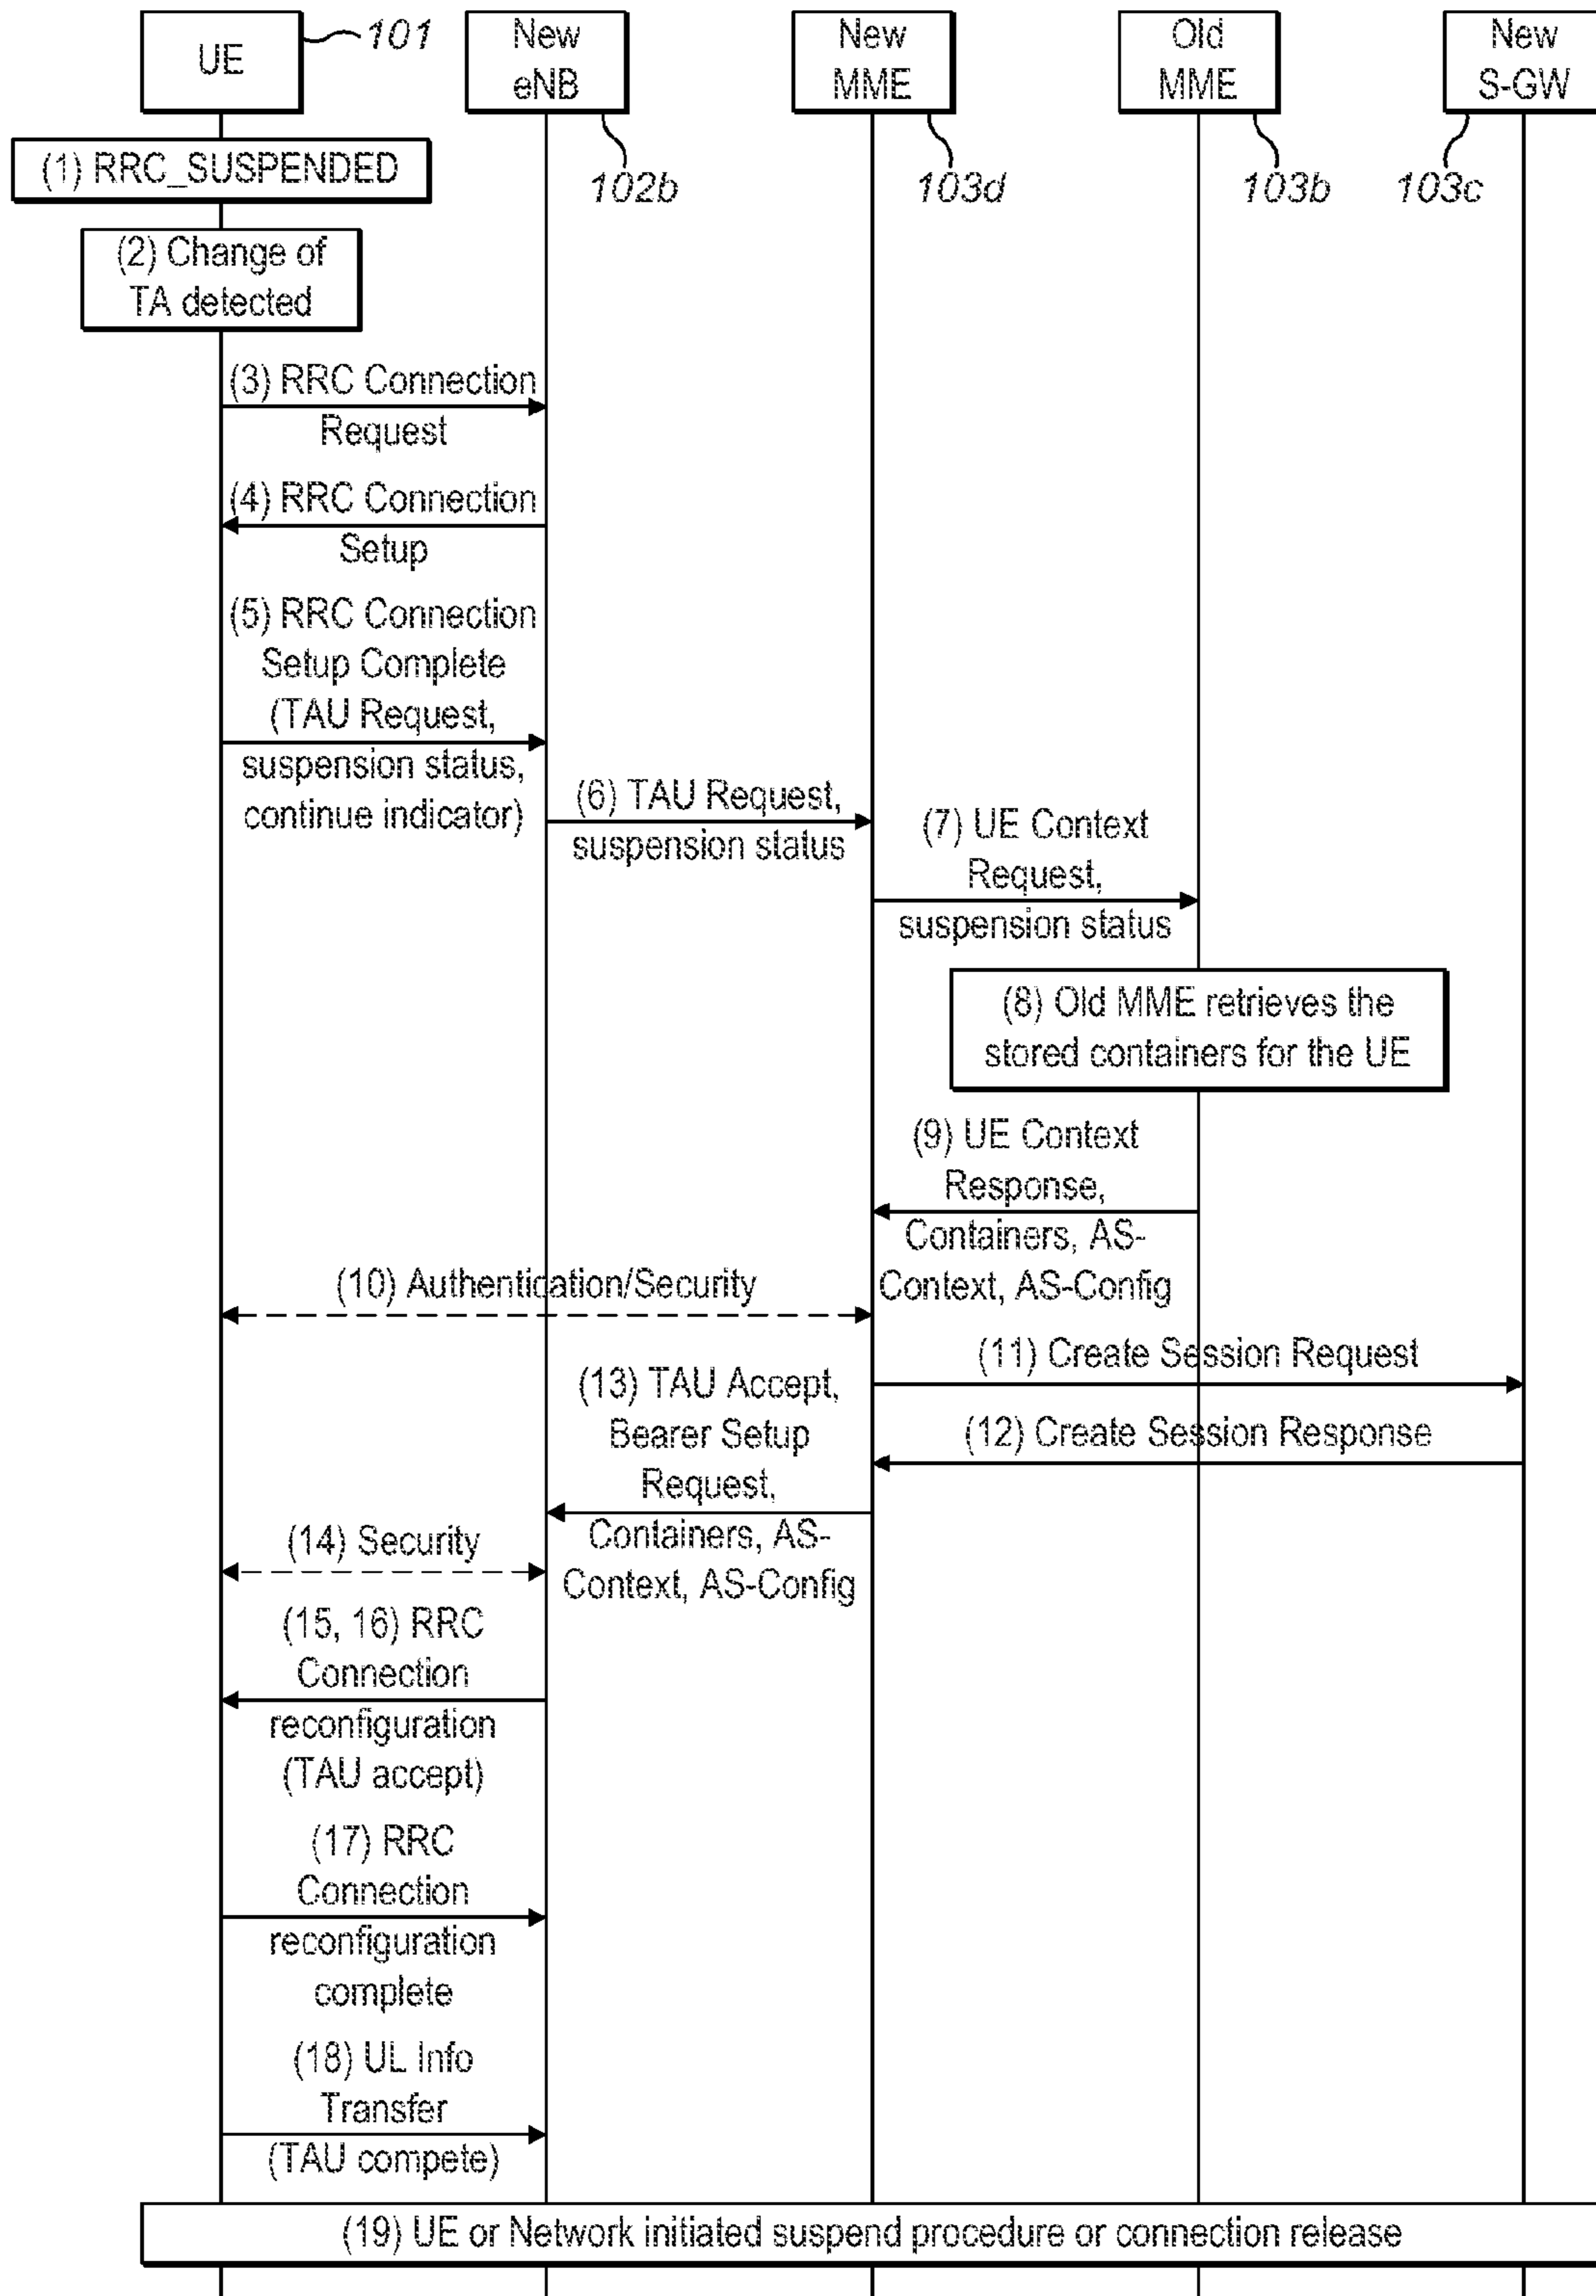 UE
101
New
eNB
New
MME
Old
MME
New
S-GW
102b
103d
103b
103c
(1) RRC_SUSPENDED
(2) Change of
TA detected
(3) RRC Connection
Request
(4) RRC Connection
Setup
(5) RRC Connection
Setup Complete
(TAU Request,
suspension status,
continue indicator)
(6) TAU Request,
suspension status
(7) UE Context
Request,
suspension status
(8) Old MME retrieves the
stored containers for the UE
(9) UE Context
Response,
Containers, AS-
Context, AS-Config
(10) Authentication/Security
(11) Create Session Request
(12) Create Session Response
(13) TAU Accept,
Bearer Setup
Request,
Containers, AS-
Context, AS-Config
(14) Security
(15, 16) RRC
Connection
reconfiguration
(TAU accept)
(17) RRC
Connection
reconfiguration
complete
(18) UL Info
Transfer
(TAU compete)
(19) UE or Network initiated suspend procedure or connection release